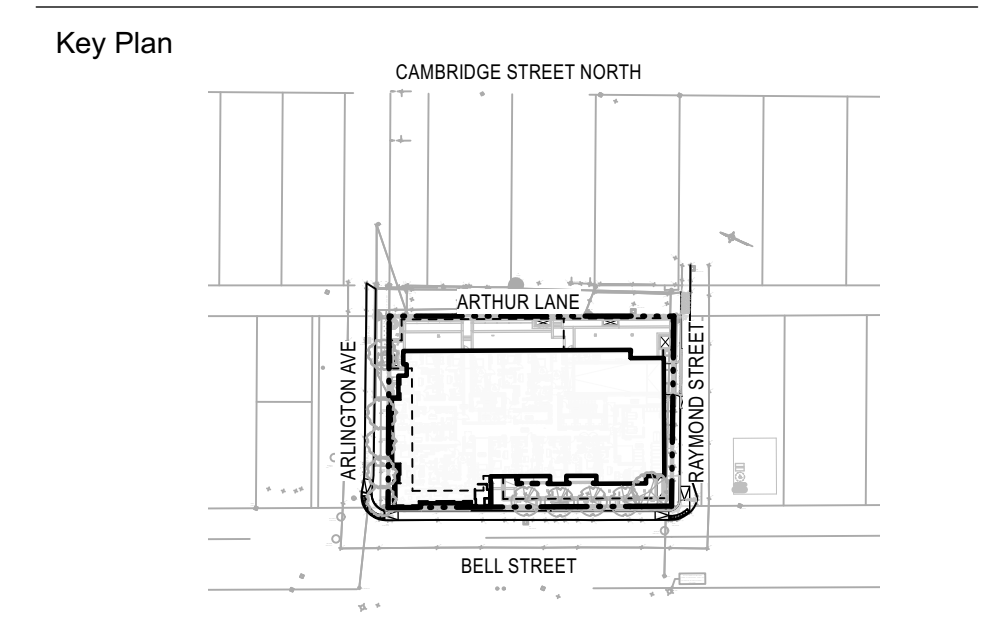 Key Plan
CAMBRIDGE STREET NORTH
ARTHUR LANE
ARLINGTON AVE
RAYMOND STREET
BELL STREET